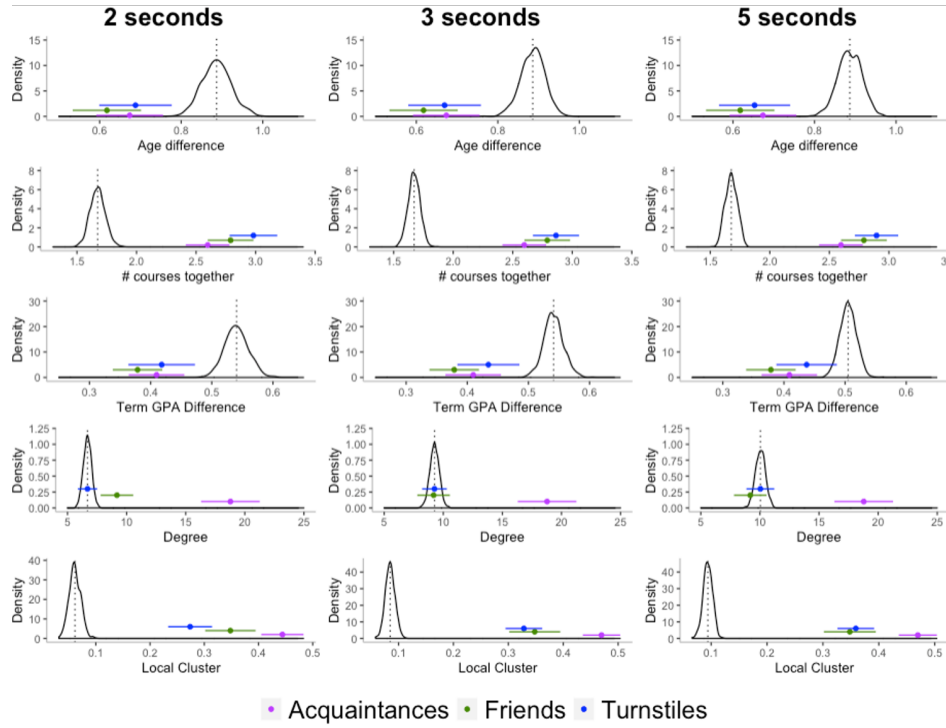 2 seconds 3 seconds 5 seconds
Density 15 10 5 0 0.6 0.8 1.0 Age difference
Density 15 10 5 0 0.6 0.8 1.0 Age difference
Density 15 10 5 0 0.6 0.8 1.0 Age difference
Density 8 6 4 2 0 1.5 2.0 2.5 3.0 3.5 # courses together
Density 8 6 4 2 0 1.5 2.0 2.5 3.0 3.5 # courses together
Density 8 6 4 2 0 1.5 2.0 2.5 3.0 3. # courses together
Density 30 20 10 0 0.3 0.4 0.5 0.6 Term GPA Difference
Density 30 20 10 0 0.3 0.4 0.5 0.6 Term GPA Difference
Density 30 20 10 0 0.3 0.4 0.5 0.6 Term GPA Difference
Density 1.25 1.00 0.75 0.50 0.25 0.00 5 10 15 20 25 Degree
Density 1.25 1.00 0.75 0.50 0.25 0.00 5 10 15 20 25 Degree
Density 1.25 1.00 0.75 0.50 0.25 0.00 5 10 15 20 25 Degree
Density 40 30 20 10 0 0.1 0.2 0.3 0.4 0.5 Local Cluster
Density 40 30 20 10 0 0.1 0.2 0.3 0.4 0.5 Local Cluster
Density 40 30 20 10 0 0.1 0.2 0.3 0.4 0.5 Local Cluster
Acquaintances Friends Turnstiles